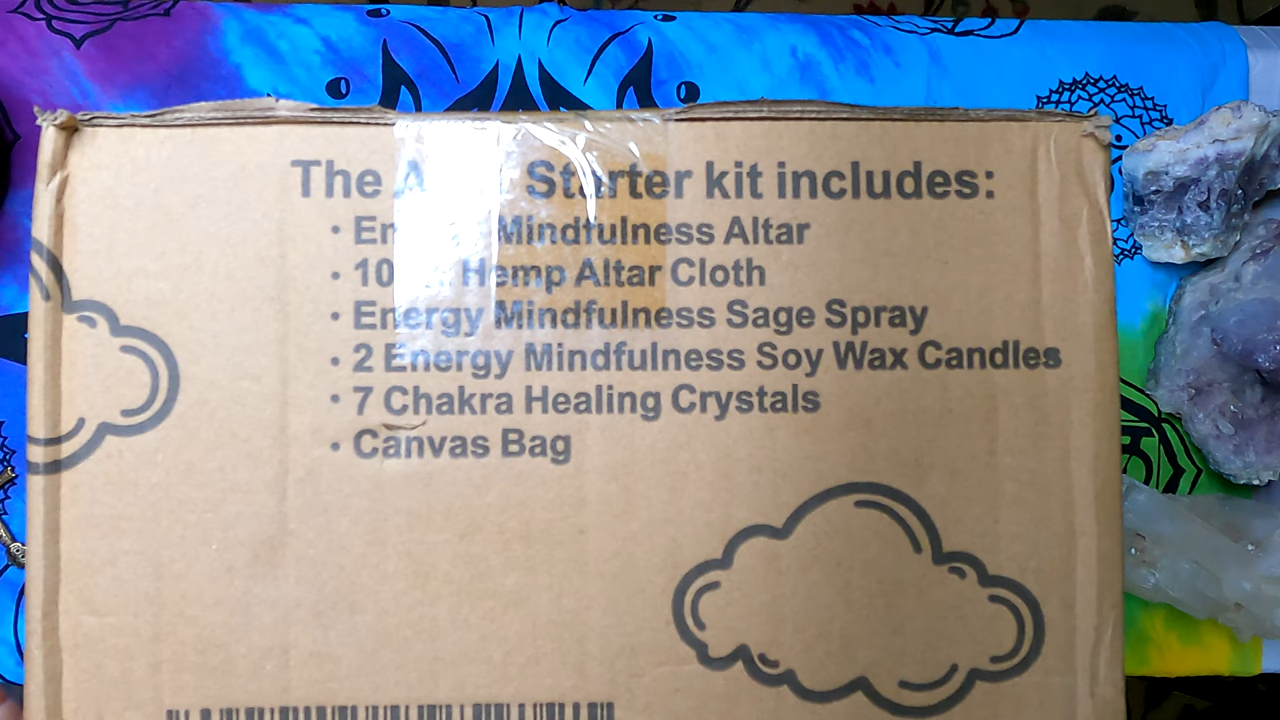 The Starter kit includes:
• Mindfulness Altar
• Hemp Altar Cloth
• Energy Mindfulness Sage Spray
• 2 Energy Mindfulness Soy Wax Candles
• 7 Chakra Healing Crystals
• Canvas Bag